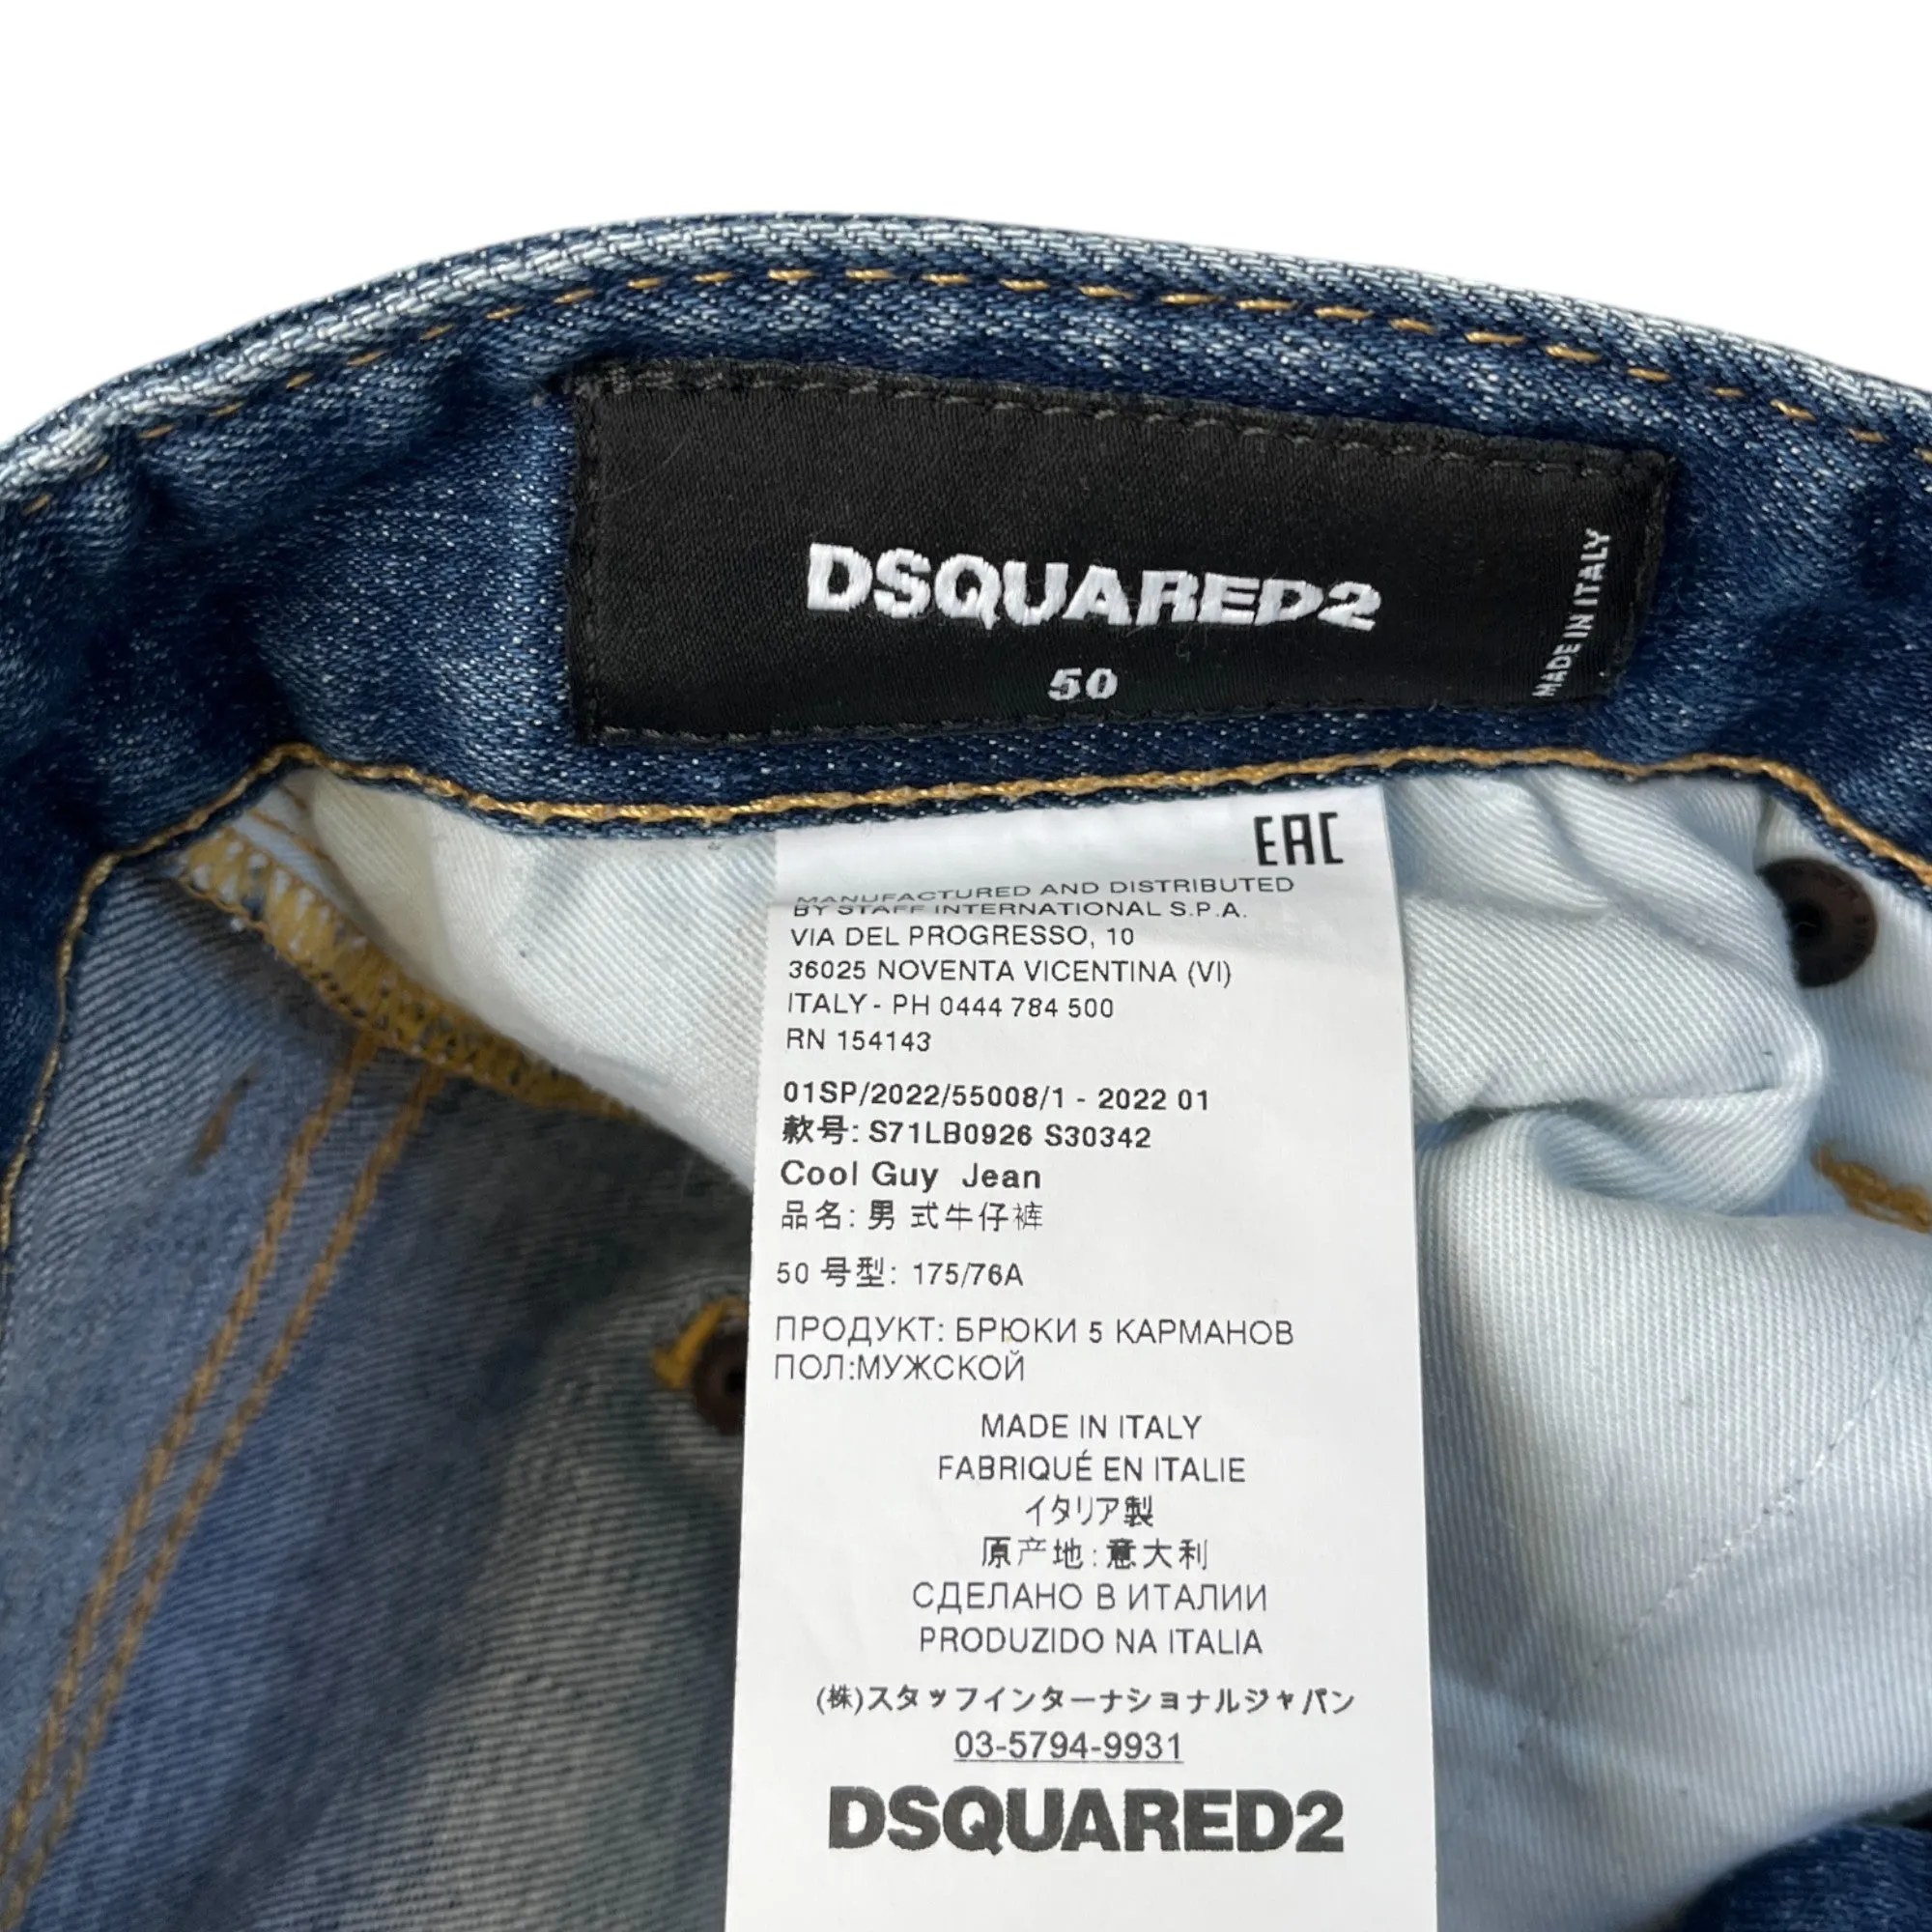 DSQUARED2
50
MADE IN ITALY
EAC
MANUFACTURED AND DISTRIBUTED
BY STAFF INTERNATIONAL S.P.A.
VIA DEL PROGRESSO, 10
36025 NOVENTA VICENTINA (VI)
ITALY - PH 0444 784 500
RN 154143
01SP/2022/55008/1 - 2022 01
款号: S71LB0926 S30342
Cool Guy Jean
品名: 男 式牛仔裤
50 号型: 175/76A
ПРОДУКТ: БРЮКИ 5 КАРМАНОВ
ПОЛ:МУЖСКОЙ
MADE IN ITALY
FABRIQUÉ EN ITALIE
イタリア製
原产地:意大利
СДЕЛАНО В ИТАЛИИ
PRODUZIDO NA ITALIA
(株)スタッフインターナショナルジャパン
03-5794-9931
DSQUARED2